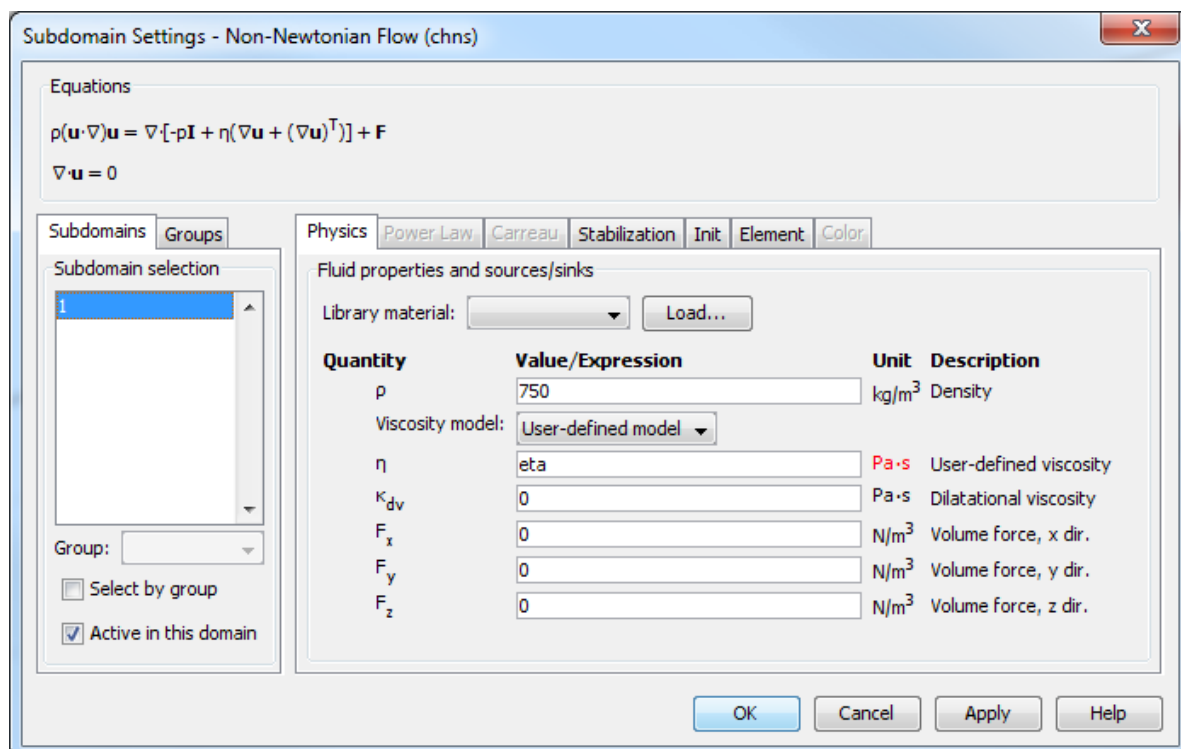 Subdomain Settings - Non-Newtonian Flow (chns)
Equations
ρ(u·∇)u = ∇·[-pI + η(∇u + (∇u)ᵀ)] + F
∇·u = 0
Subdomains Groups
Subdomain selection
1
Group:
Select by group
Active in this domain
Physics Power Law Carreau Stabilization Init Element Color
Fluid properties and sources/sinks
Library material: Load...
Quantity Value/Expression Unit Description
ρ 750 kg/m³ Density
Viscosity model: User-defined model
η eta Pa·s User-defined viscosity
κdv 0 Pa·s Dilatational viscosity
Fx 0 N/m³ Volume force, x dir.
Fy 0 N/m³ Volume force, y dir.
Fz 0 N/m³ Volume force, z dir.
OK Cancel Apply Help